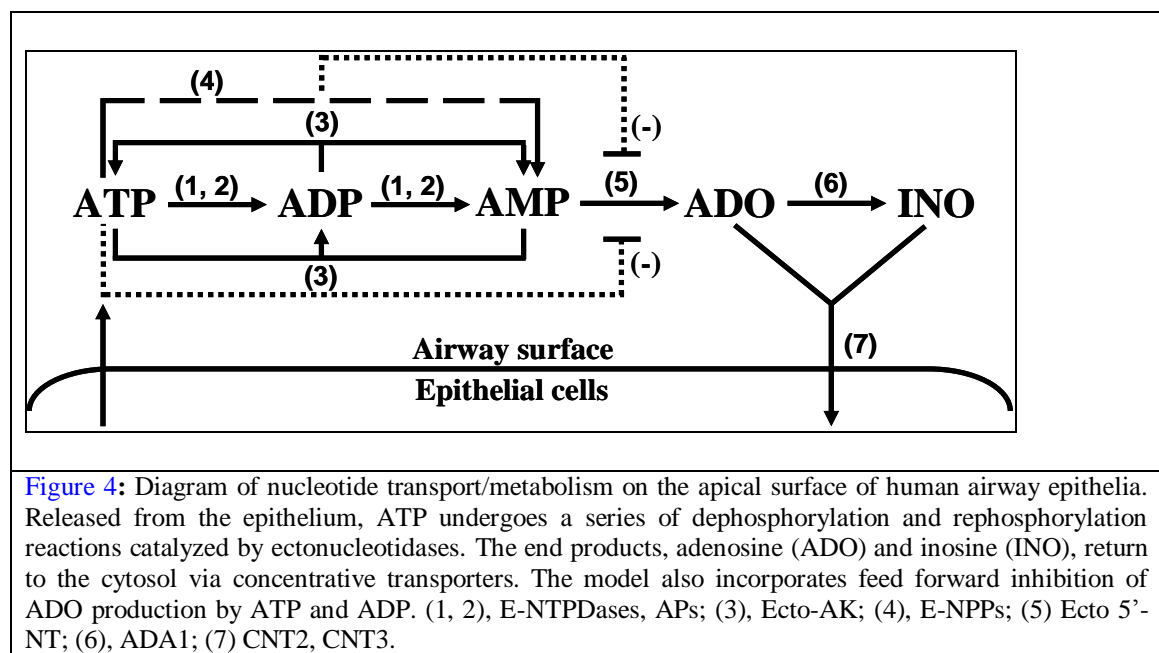 (4)
(-)
(3)
ATP (1, 2) ADP (1, 2) AMP (5) ADO (6) INO
(3)
(-)
Airway surface
(7)
Epithelial cells
Figure 4: Diagram of nucleotide transport/metabolism on the apical surface of human airway epithelia.
Released from the epithelium, ATP undergoes a series of dephosphorylation and rephosphorylation
reactions catalyzed by ectonucleotidases. The end products, adenosine (ADO) and inosine (INO), return
to the cytosol via concentrative transporters. The model also incorporates feed forward inhibition of
ADO production by ATP and ADP. (1, 2), E-NTPDases, APs; (3), Ecto-AK; (4), E-NPPs; (5) Ecto 5’-
NT; (6), ADA1; (7) CNT2, CNT3.